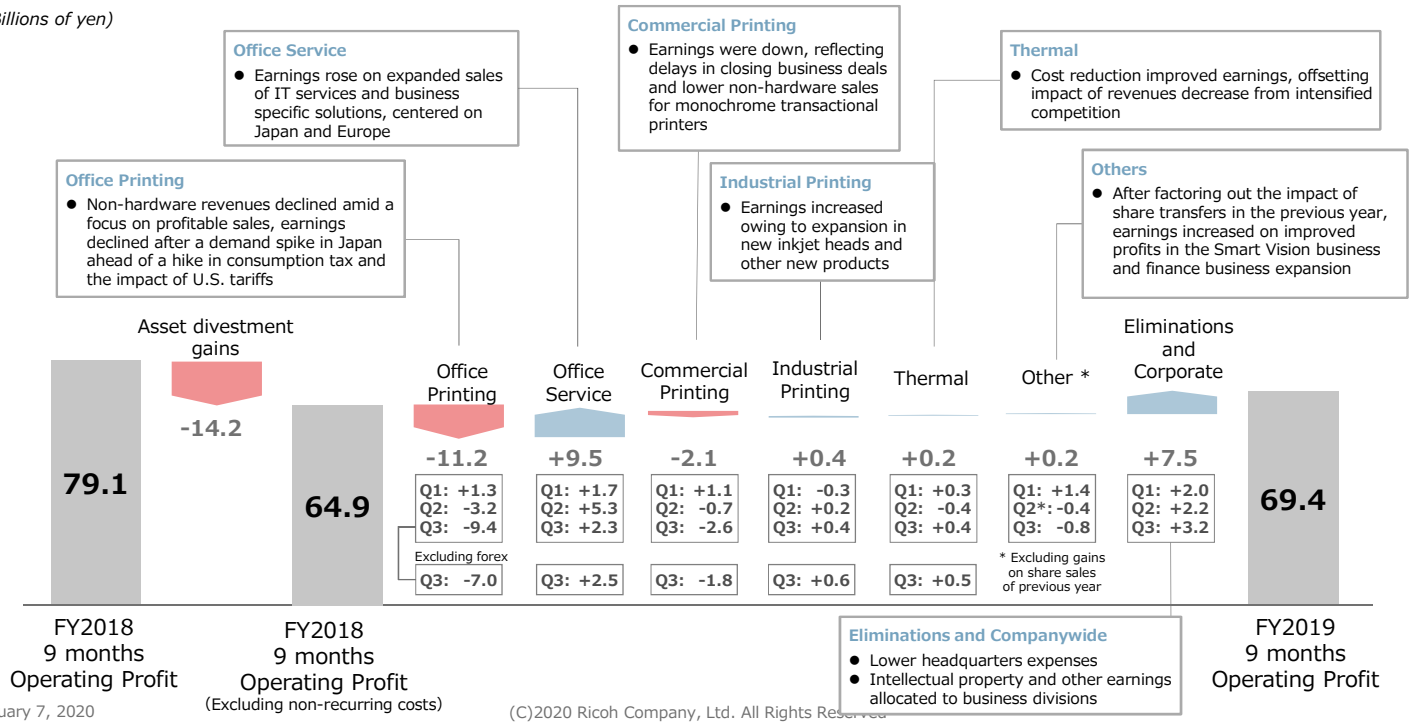 Billions of yen)
Office Service
● Earnings rose on expanded sales
of IT services and business
specific solutions, centered on
Japan and Europe
Commercial Printing
● Earnings were down, reflecting
delays in closing business deals
and lower non-hardware sales
for monochrome transactional
printers
Thermal
● Cost reduction improved earnings, offsetting
impact of revenues decrease from intensified
competition
Office Printing
● Non-hardware revenues declined amid a
focus on profitable sales, earnings
declined after a demand spike in Japan
ahead of a hike in consumption tax and
the impact of U.S. tariffs
Industrial Printing
● Earnings increased
owing to expansion in
new inkjet heads and
other new products
Others
● After factoring out the impact of
share transfers in the previous year,
earnings increased on improved
profits in the Smart Vision business
and finance business expansion
79.1
Asset divestment
gains
-14.2
64.9
Office
Printing
-11.2
Q1: +1.3
Q2: -3.2
Q3: -9.4
Excluding forex
Q3: -7.0
Office
Service
+9.5
Q1: +1.7
Q2: +5.3
Q3: +2.3
Q3: +2.5
Commercial
Printing
-2.1
Q1: +1.1
Q2: -0.7
Q3: -2.6
Q3: -1.8
Industrial
Printing
+0.4
Q1: -0.3
Q2: +0.2
Q3: +0.4
Q3: +0.6
Thermal
+0.2
Q1: +0.3
Q2: -0.4
Q3: +0.4
Q3: +0.5
Other *
+0.2
Q1: +1.4
Q2*: -0.4
Q3: -0.8
* Excluding gains
on share sales
of previous year
Eliminations
and
Corporate
+7.5
Q1: +2.0
Q2: +2.2
Q3: +3.2
69.4
FY2018
9 months
Operating Profit
FY2018
9 months
Operating Profit
(Excluding non-recurring costs)
Eliminations and Companywide
● Lower headquarters expenses
● Intellectual property and other earnings
allocated to business divisions
FY2019
9 months
Operating Profit
uary 7, 2020
(C)2020 Ricoh Company, Ltd. All Rights Reserved